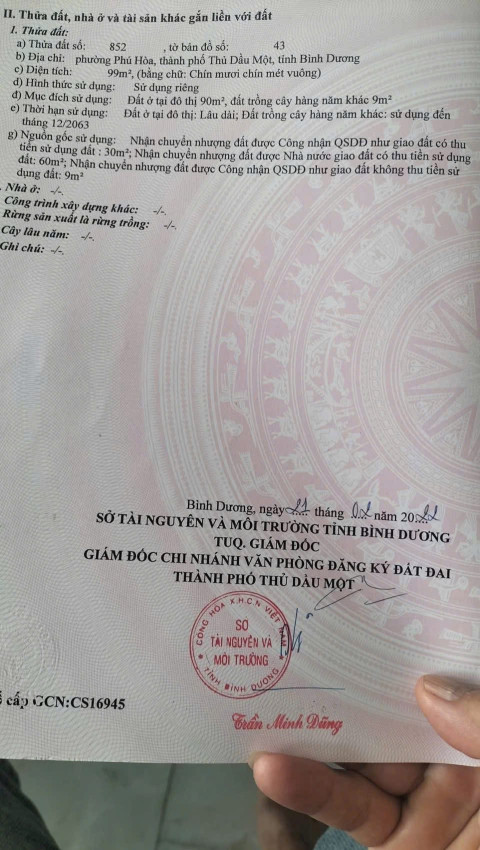 II. Thửa đất, nhà ở và tài sản khác gắn liền với đất
1. Thửa đất:
a) Thửa đất số: 852 , tờ bản đồ số: 43
b) Địa chỉ: phường Phú Hòa, thành phố Thủ Dầu Một, tỉnh Bình Dương
c) Diện tích: 99m², (bằng chữ: Chín mươi chín mét vuông)
d) Hình thức sử dụng: Sử dụng riêng
đ) Mục đích sử dụng: Đất ở tại đô thị 90m², đất trồng cây hàng năm khác 9m²
e) Thời hạn sử dụng: Đất ở tại đô thị: Lâu dài; Đất trồng cây hàng năm khác: sử dụng đến
tháng 12/2063
g) Nguồn gốc sử dụng: Nhận chuyển nhượng đất được Công nhận QSDĐ như giao đất có thu
tiền sử dụng đất : 30m²; Nhận chuyển nhượng đất được Nhà nước giao đất có thu tiền sử dụng
đất: 60m²; Nhận chuyển nhượng đất được Công nhận QSDĐ như giao đất không thu tiền sử
dụng đất: 9m²
. Nhà ở: -/-.
Công trình xây dựng khác: -/-.
Rừng sản xuất là rừng trồng: -/-.
Cây lâu năm: -/-.
Ghi chú: -/-.
Bình Dương, ngày 21 tháng 02 năm 2022
SỞ TÀI NGUYÊN VÀ MÔI TRƯỜNG TỈNH BÌNH DƯƠNG
TUQ. GIÁM ĐỐC
GIÁM ĐỐC CHI NHÁNH VĂN PHÒNG ĐĂNG KÝ ĐẤT ĐAI
THÀNH PHỐ THỦ DẦU MỘT
CỘNG HÒA X.H.C.N VIỆT NAM
SỞ
TÀI NGUYÊN VÀ
MÔI TRƯỜNG
TỈNH BÌNH DƯƠNG
cấp GCN:CS16945
Trần Minh Dũng